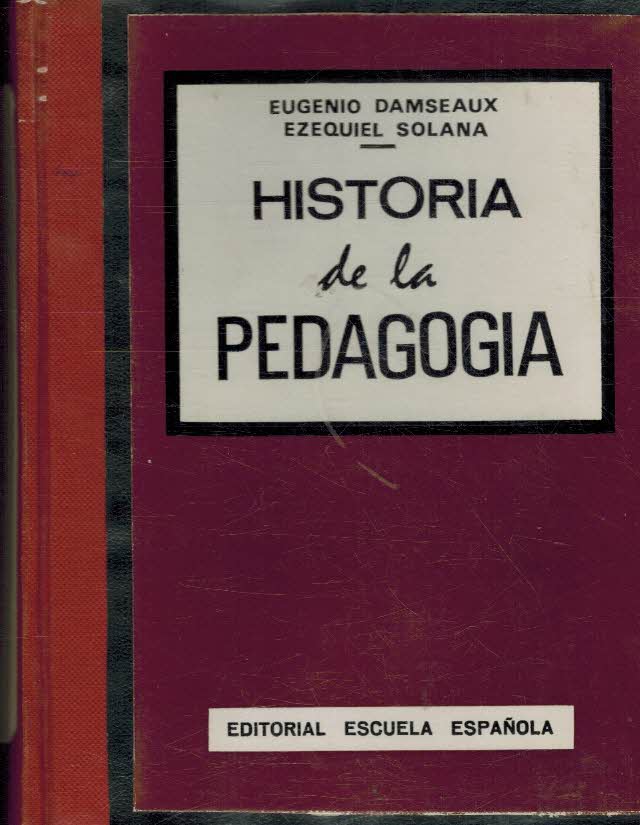 EUGENIO DAMSEAUX
EZEQUIEL SOLANA
HISTORIA
de la
PEDAGOGIA
EDITORIAL ESCUELA ESPAÑOLA